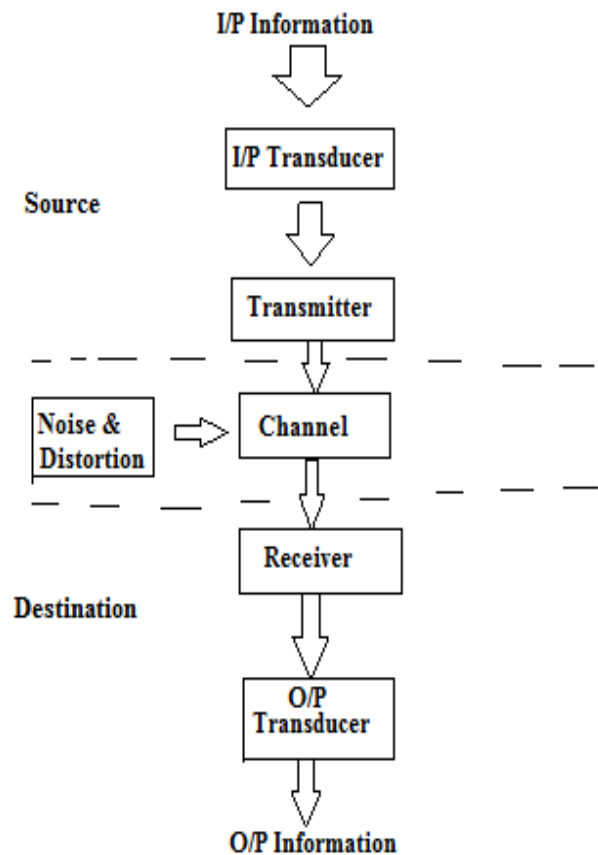 I/P Information
I/P Transducer
Source
Transmitter
Noise &
Distortion
Channel
Receiver
Destination
O/P
Transducer
O/P Information